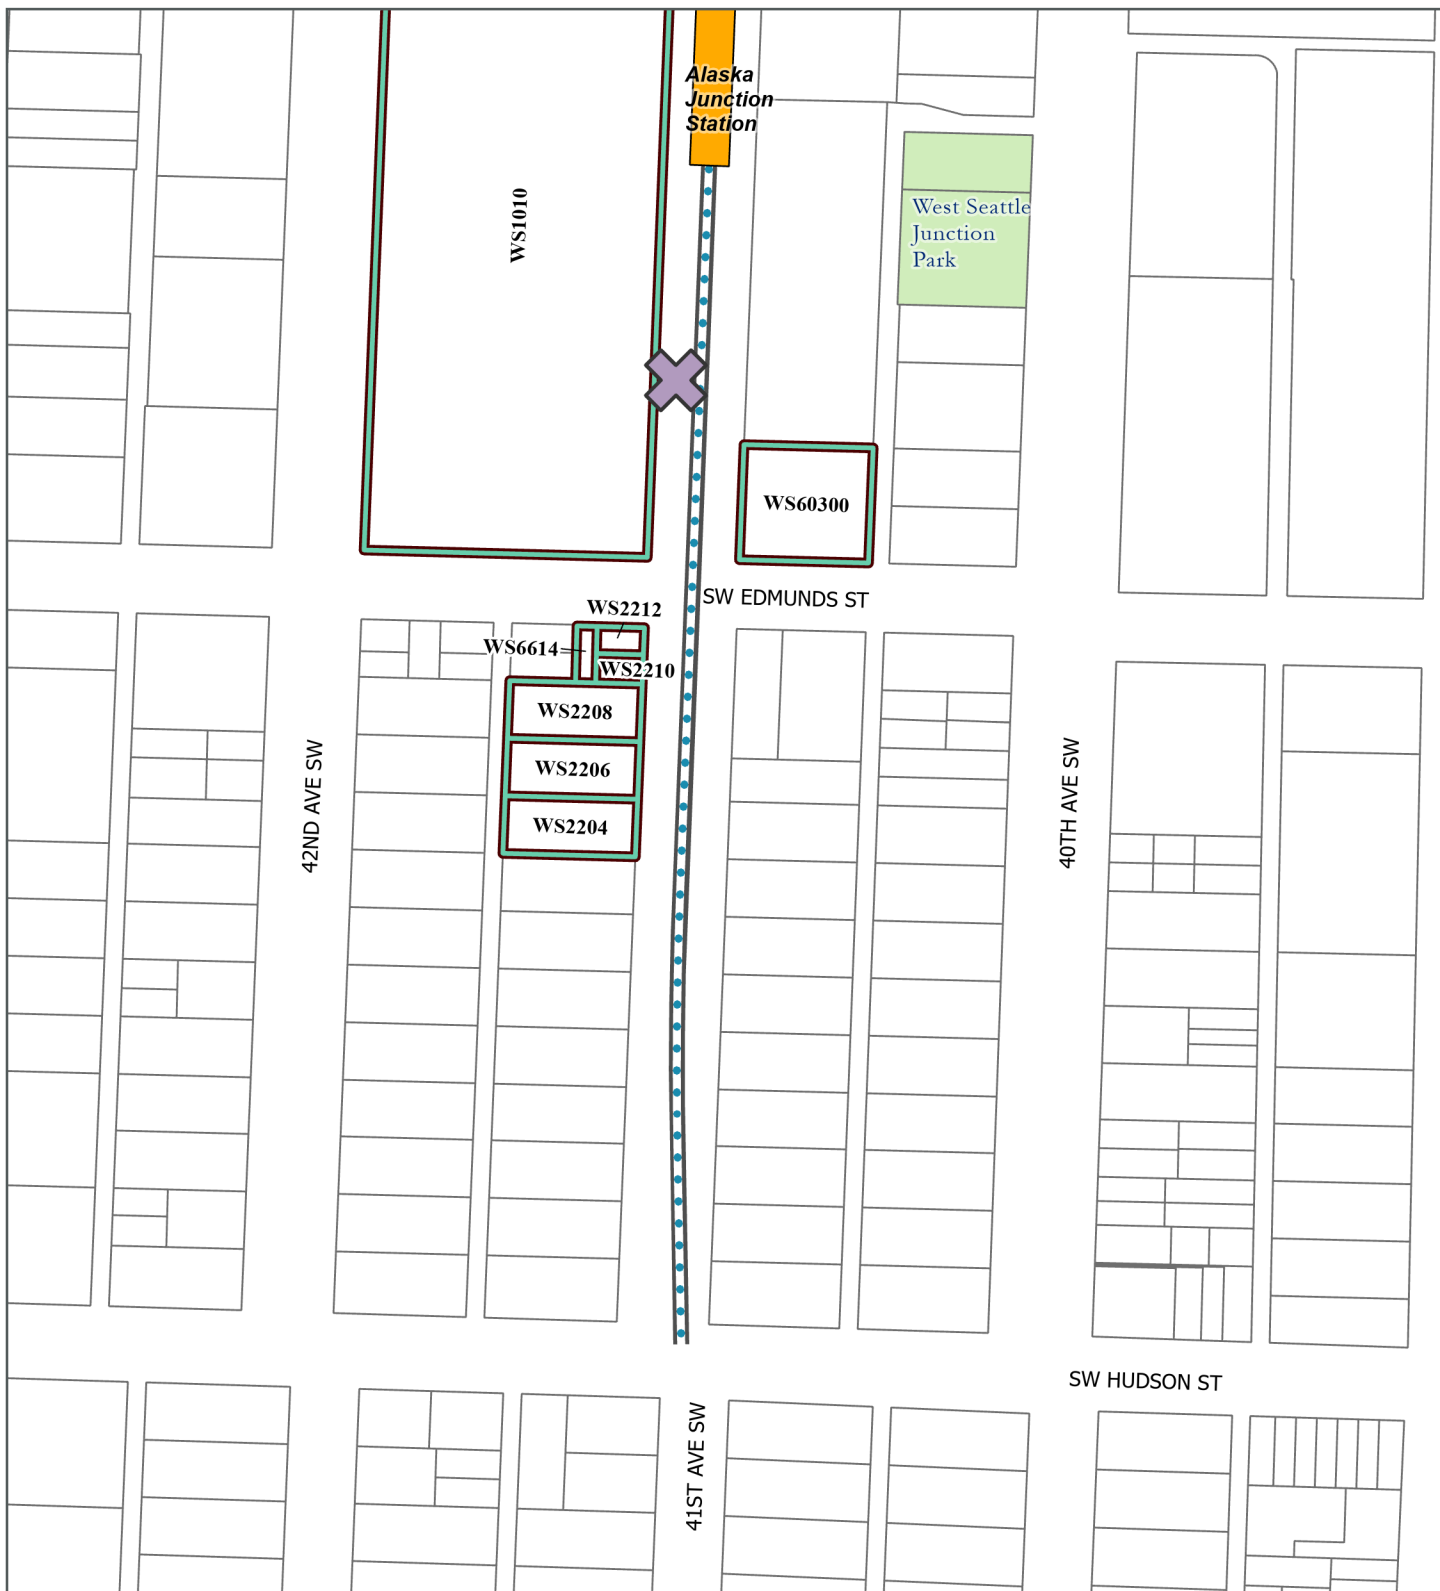 Alaska
Junction
Station
WS1010
West Seattle
Junction
Park
WS60300
SW EDMUNDS ST
WS2212
WS6614
WS2210
WS2208
WS2206
WS2204
42ND AVE SW
40TH AVE SW
SW HUDSON ST
41ST AVE SW